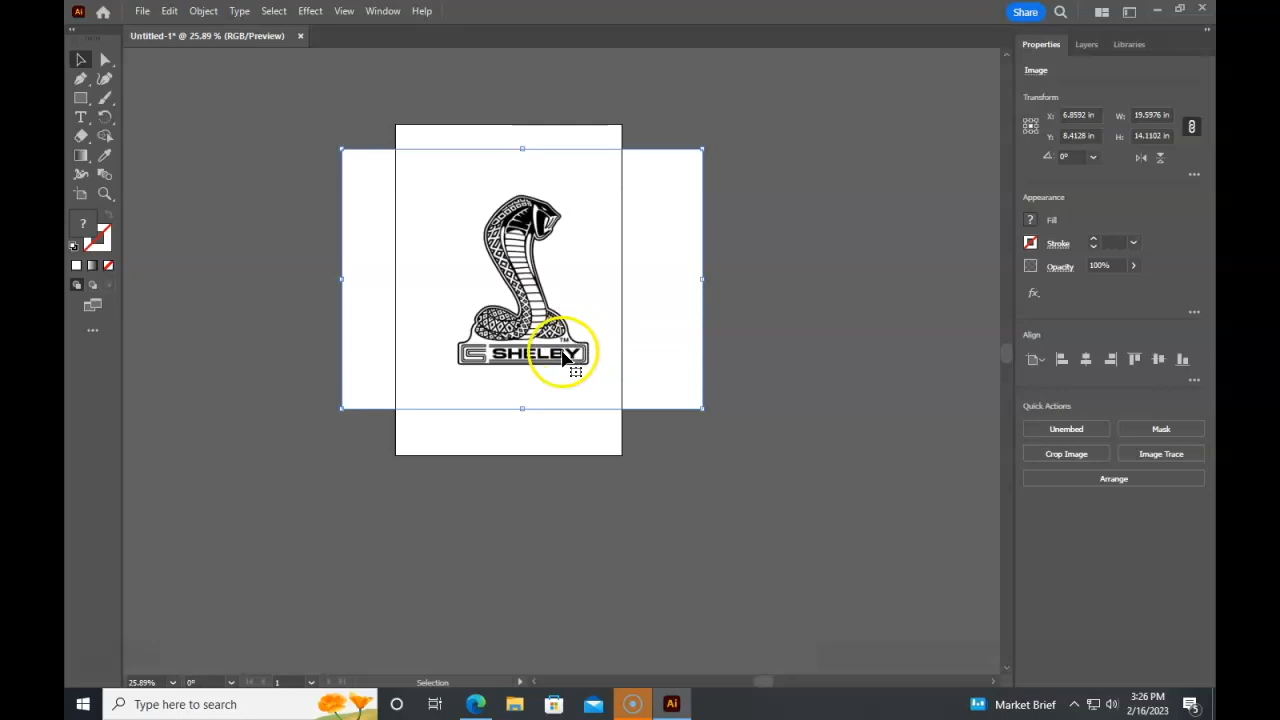 Ai File Edit Object Type Select Effect View Window Help Share
Untitled-1* @ 25.89 % (RGB/Preview) ×
Properties Layers Libraries
Image
Transform
X: 6.8592 in W: 19.5976 in
Y: 8.4128 in H: 14.1102 in
0°
Appearance
? Fill
Stroke
Opacity 100%
fx.
Align
Quick Actions
Unembed Mask
Crop Image Image Trace
Arrange
?
TM
SHELBY
25.89% 0° 1 Selection
Type here to search
Ai
Market Brief
3:26 PM
2/16/2023